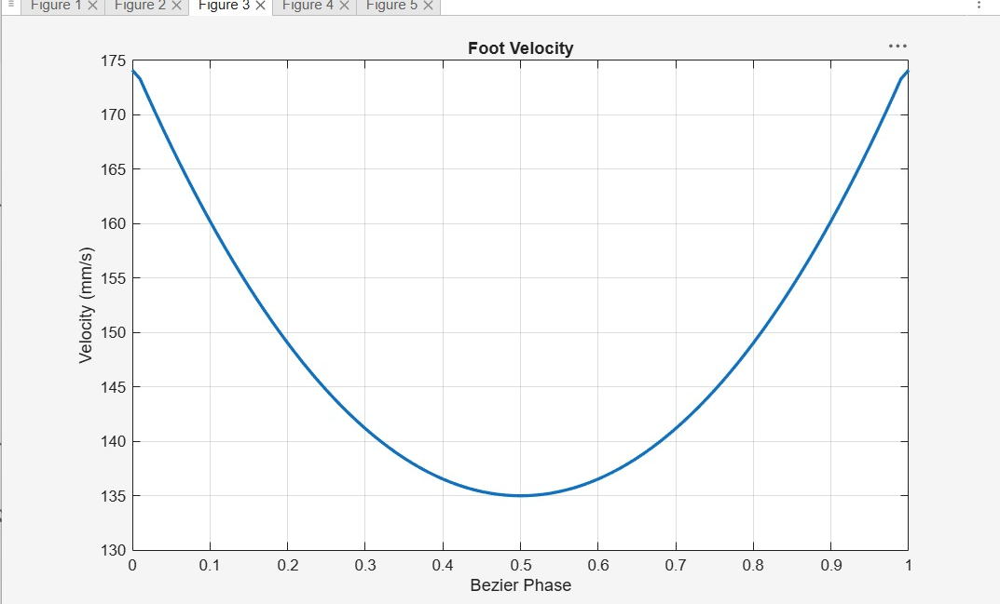 Figure 1 Figure 2 Figure 3 Figure 4 Figure 5
Foot Velocity
175
170
165
160
155
150
145
140
135
130
Velocity (mm/s)
0 0.1 0.2 0.3 0.4 0.5 0.6 0.7 0.8 0.9 1
Bezier Phase